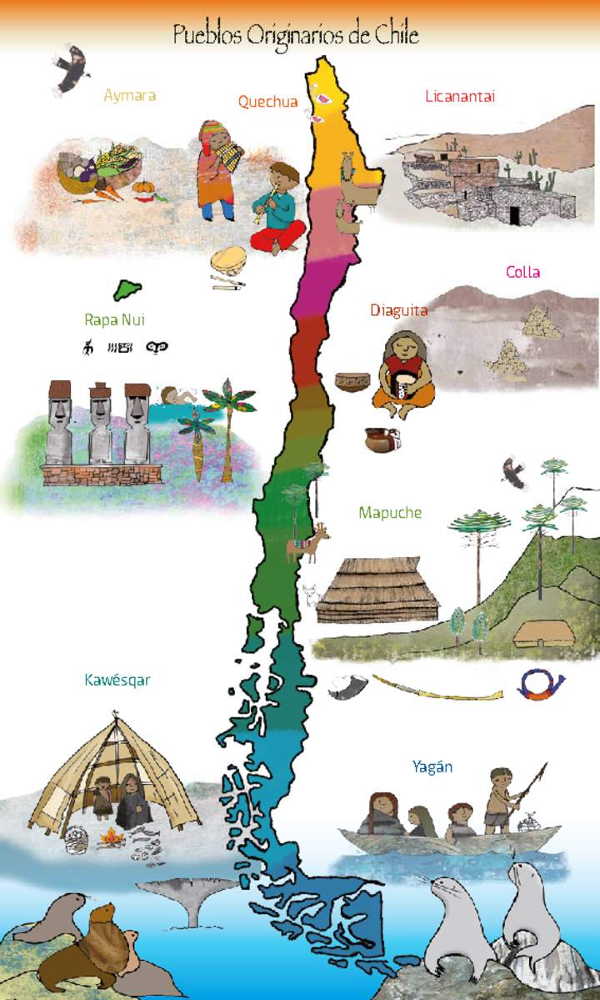 Pueblos Originarios de Chile
Aymara
Quechua
Licanantai
Colla
Rapa Nui
Diaguita
Mapuche
Kawésqar
Yagán